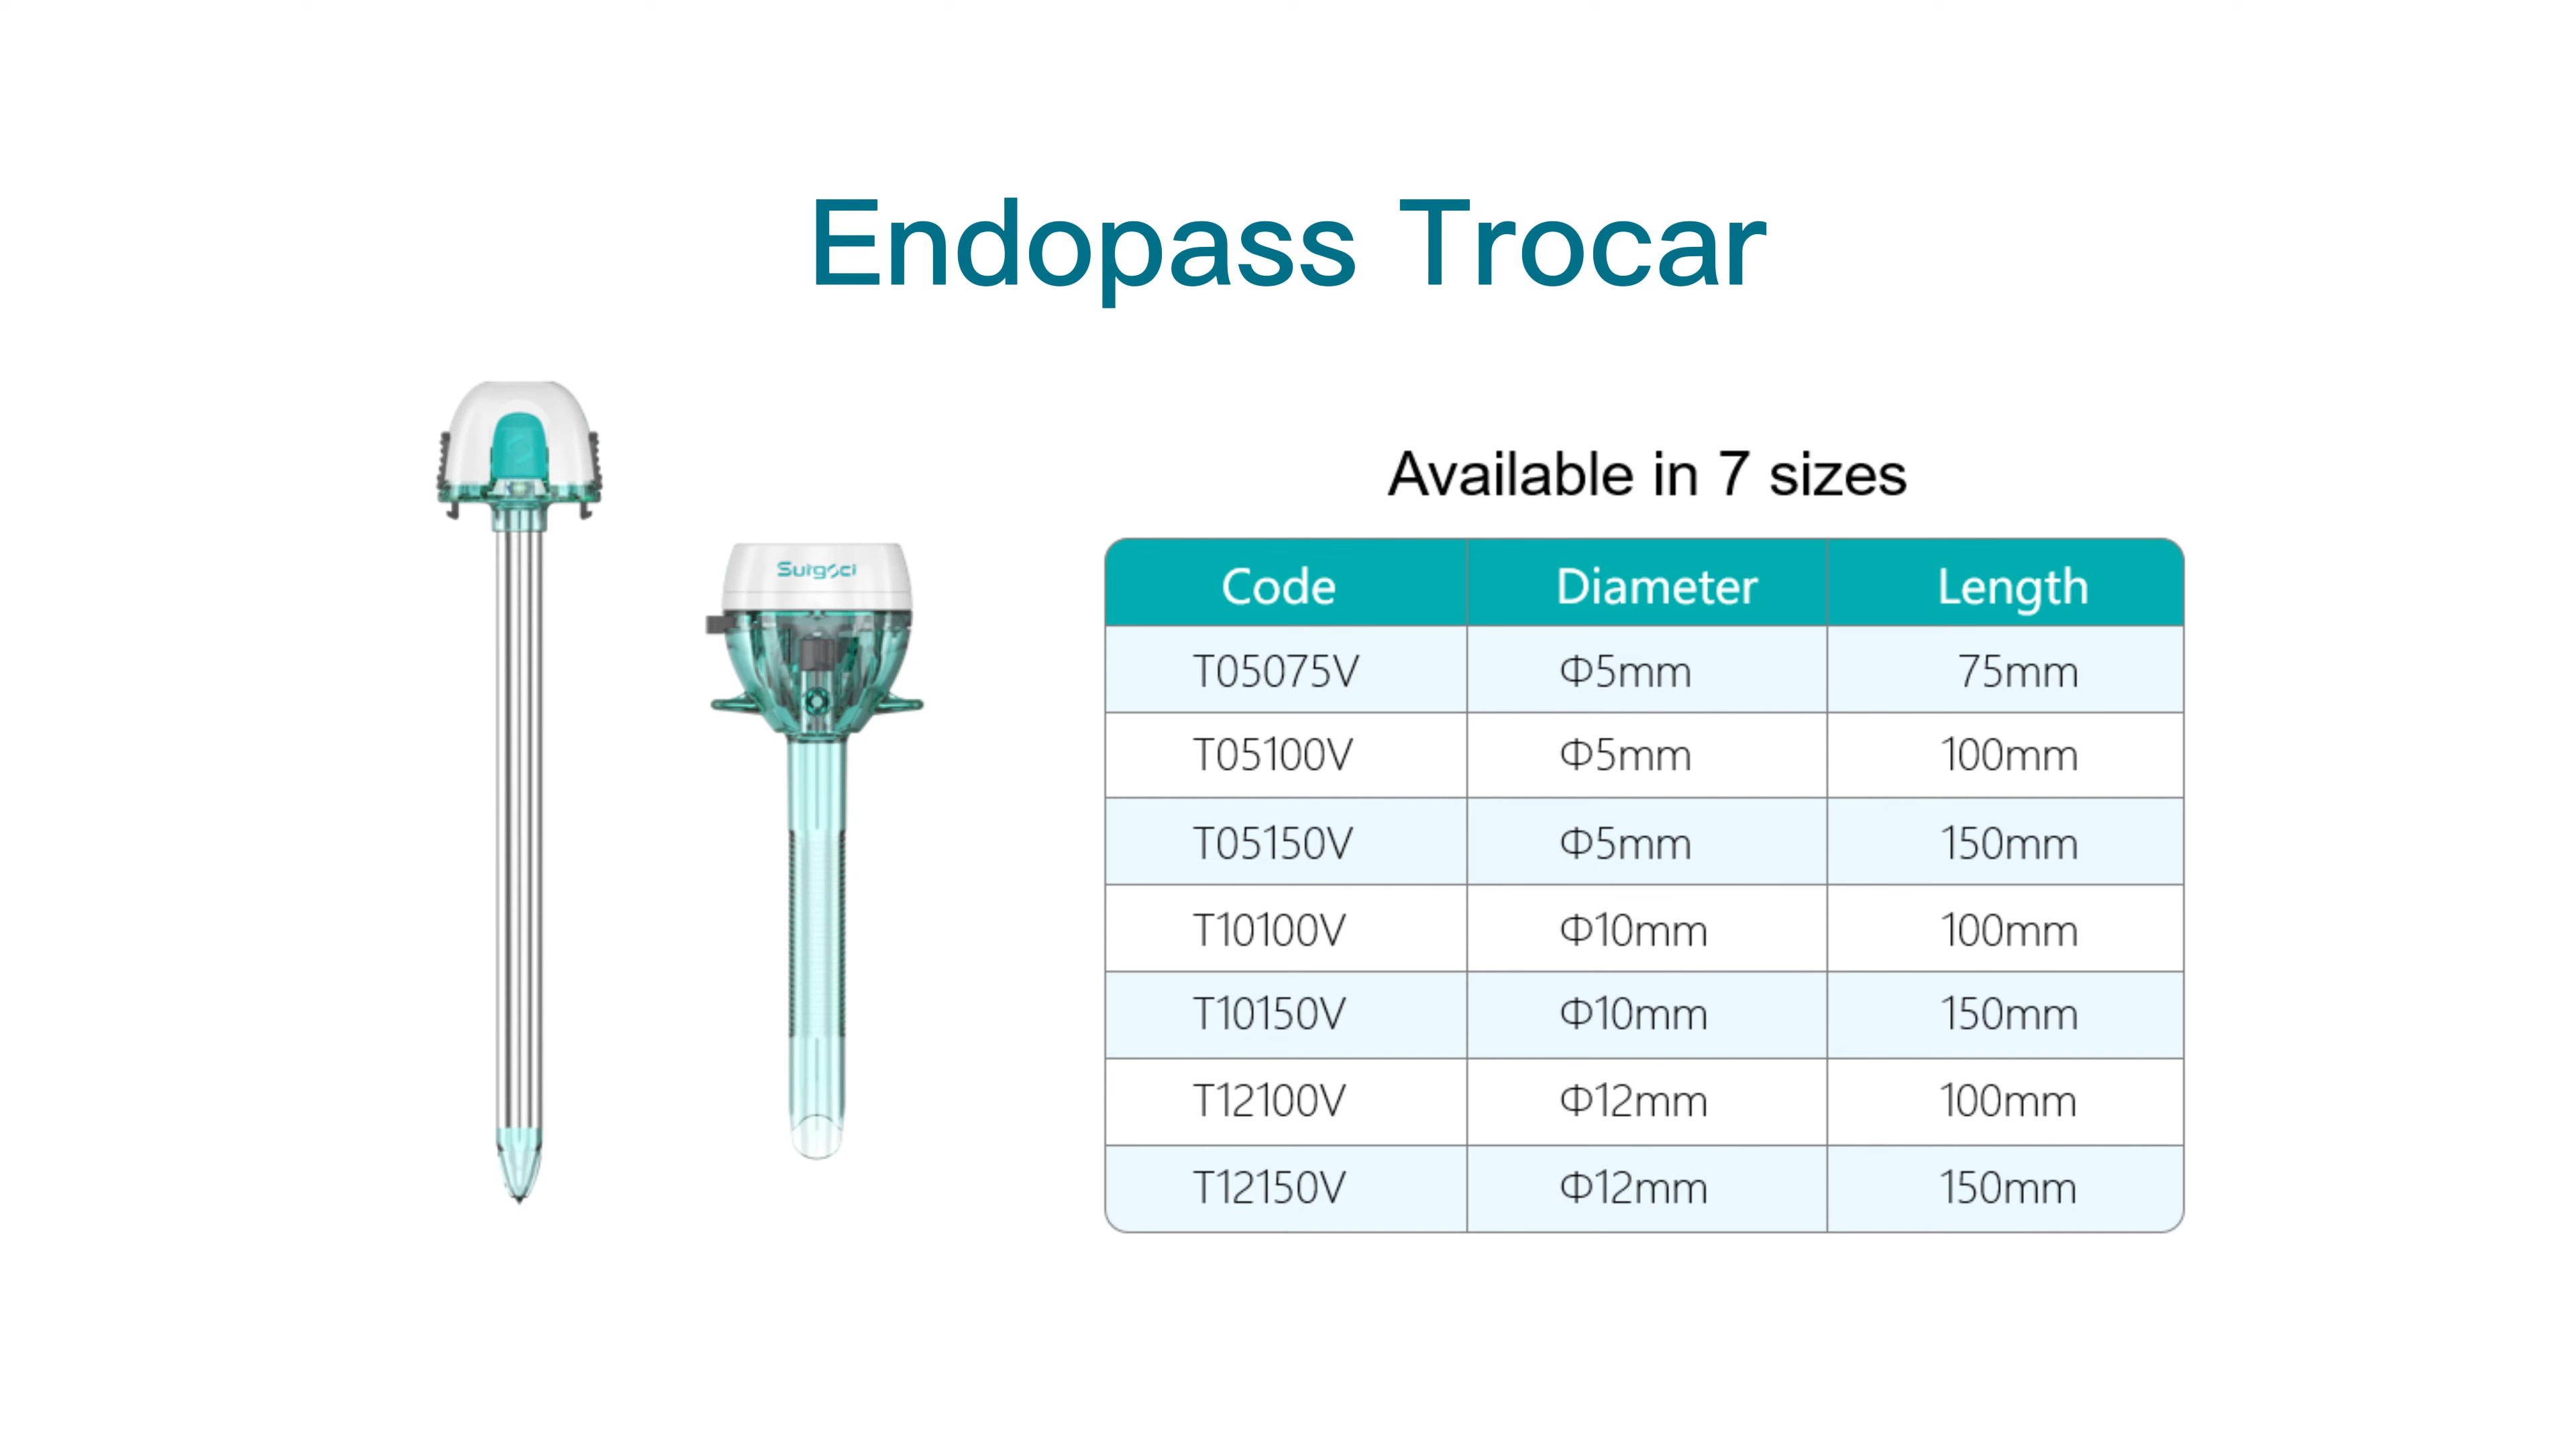 Endopass Trocar
Available in 7 sizes
Surgsci
Code Diameter Length
T05075V Φ5mm 75mm
T05100V Φ5mm 100mm
T05150V Φ5mm 150mm
T10100V Φ10mm 100mm
T10150V Φ10mm 150mm
T12100V Φ12mm 100mm
T12150V Φ12mm 150mm